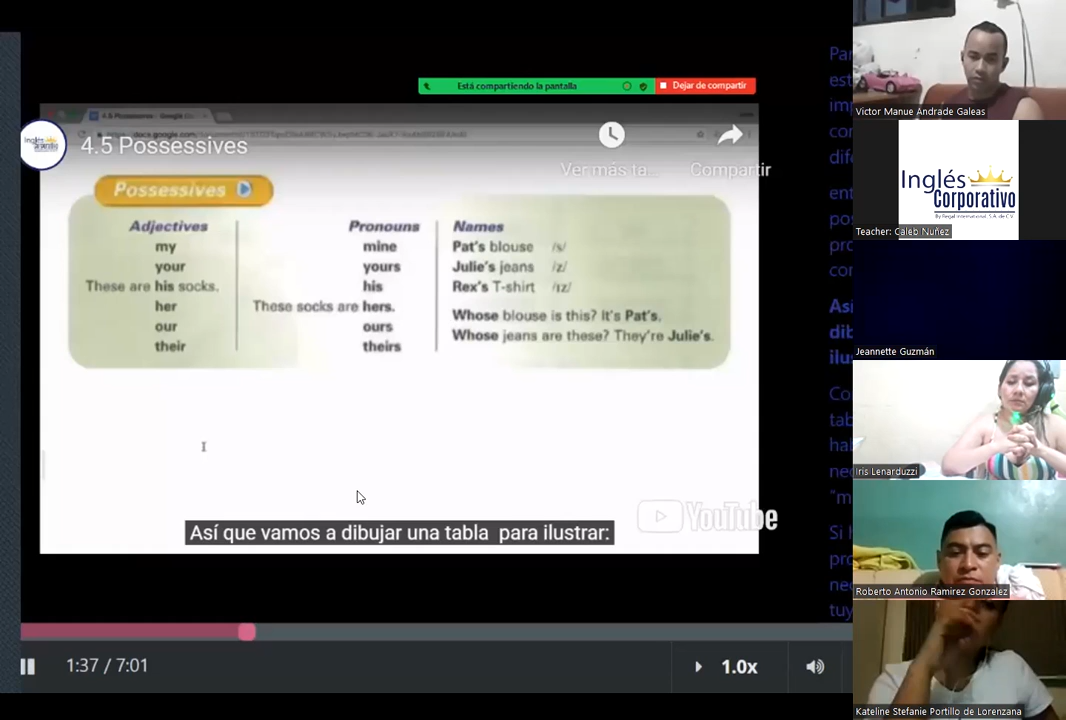 Está compartiendo la pantalla
Dejar de compartir
4.5 Possessives
Ver más ta...
Compartir
Possessives
Adjectives
my
your
These are his socks.
her
our
their
Pronouns
mine
yours
his
These socks are hers.
ours
theirs
Names
Pat's blouse /s/
Julie's jeans /z/
Rex's T-shirt /ɪz/
Whose blouse is this? It's Pat's.
Whose jeans are these? They're Julie's.
YouTube
Así que vamos a dibujar una tabla para ilustrar:
1:37 / 7:01
1.0x
Victor Manue Andrade Galeas
Inglés
Corporativo
Teacher: Caleb Nuñez
Jeannette Guzmán
Iris Lenarduzzi
Roberto Antonio Ramirez Gonzalez
Kateline Stefanie Portillo de Lorenzana